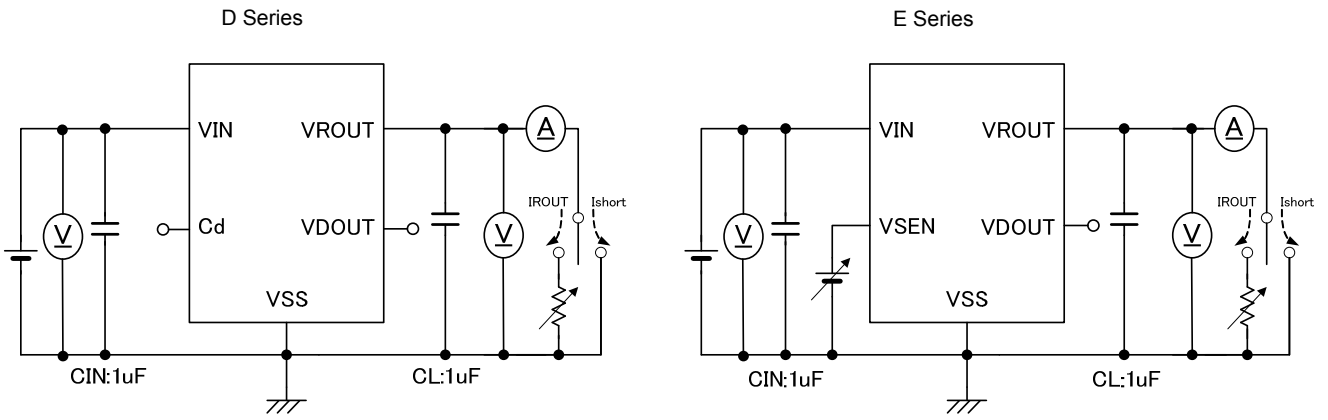 D Series
VIN
VROUT
A
IROUT
Ishort
V
Cd
VDOUT
V
VSS
CIN:1uF
CL:1uF
E Series
VIN
VROUT
A
IROUT
Ishort
V
VSEN
VDOUT
V
VSS
CIN:1uF
CL:1uF